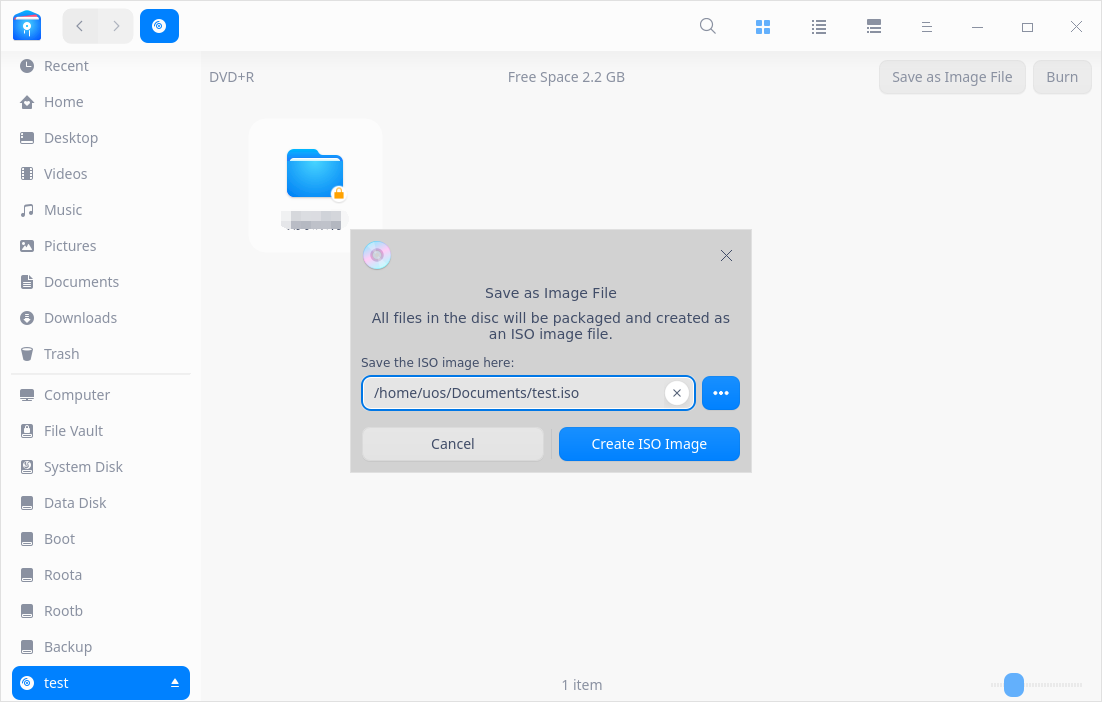 Recent
Home
Desktop
Videos
Music
Pictures
Documents
Downloads
Trash
Computer
File Vault
System Disk
Data Disk
Boot
Roota
Rootb
Backup
test
DVD+R
Free Space 2.2 GB
Save as Image File
Burn
Save as Image File
All files in the disc will be packaged and created as
an ISO image file.
Save the ISO image here:
/home/uos/Documents/test.iso
Cancel
Create ISO Image
1 item